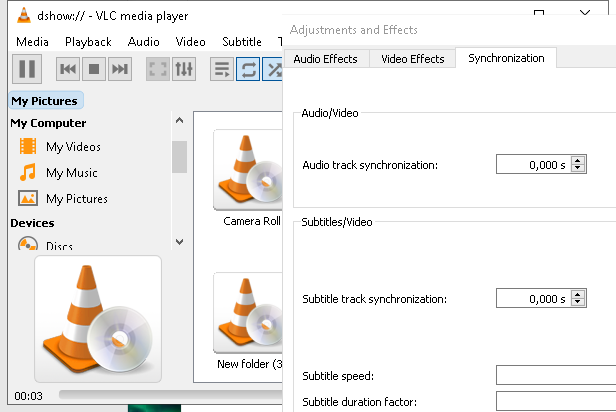 dshow:// - VLC media player
Media Playback Audio Video Subtitle
My Pictures
My Computer
My Videos
My Music
My Pictures
Devices
Discs
Camera Roll
New folder (3
00:03
Adjustments and Effects
Audio Effects Video Effects Synchronization
Audio/Video
Audio track synchronization: 0,000 s
Subtitles/Video
Subtitle track synchronization: 0,000 s
Subtitle speed:
Subtitle duration factor: